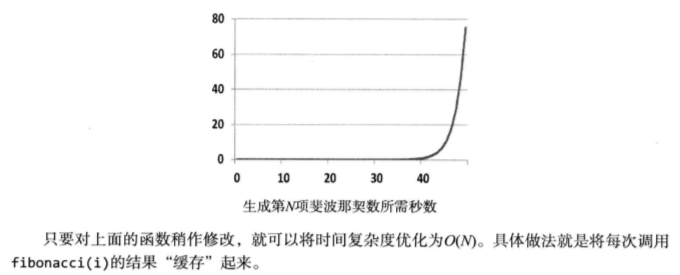 80
60
40
20
0
0 10 20 30 40
生成第N项斐波那契数所需秒数
只要对上面的函数稍作修改，就可以将时间复杂度优化为O(N)。具体做法就是将每次调用
fibonacci(i)的结果“缓存”起来。